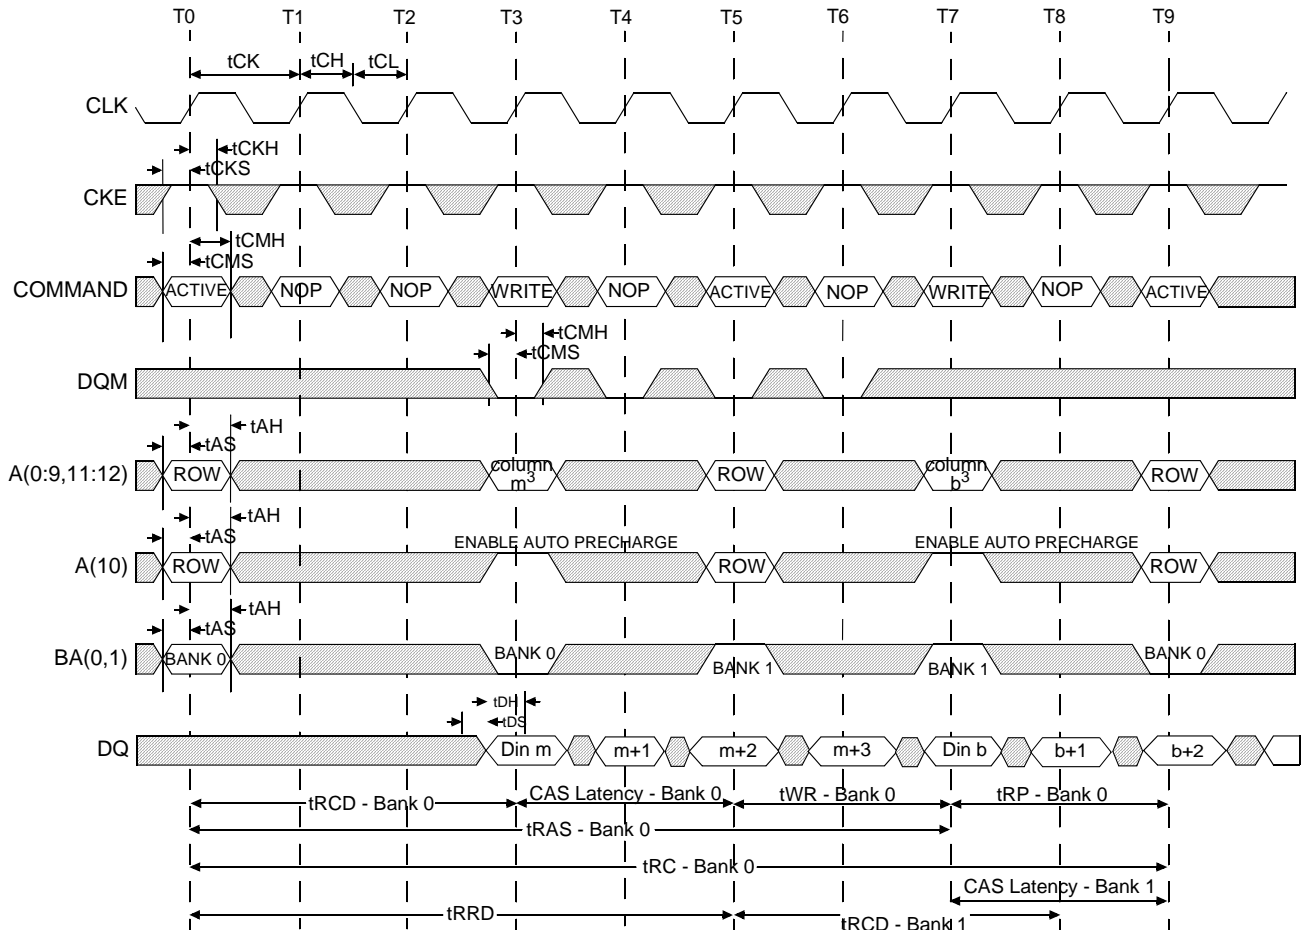 T0 T1 T2 T3 T4 T5 T6 T7 T8 T9
tCK tCH tCL
CLK
tCKH
tCKS
CKE
tCMH
tCMS
COMMAND ACTIVE NOP NOP WRITE NOP ACTIVE NOP WRITE NOP ACTIVE
tCMH
tCMS
DQM
tAH
tAS
A(0:9,11:12) ROW column m3 ROW column b3 ROW
tAH
tAS
ENABLE AUTO PRECHARGE ENABLE AUTO PRECHARGE
A(10) ROW ROW ROW
tAH
tAS
BA(0,1) BANK 0 BANK 0 BANK 1 BANK 1 BANK 0
tDH
tDS
DQ Din m m+1 m+2 m+3 Din b b+1 b+2
tRCD - Bank 0 CAS Latency - Bank 0 tWR - Bank 0 tRP - Bank 0
tRAS - Bank 0
tRC - Bank 0
CAS Latency - Bank 1
tRRD tRCD - Bank 1